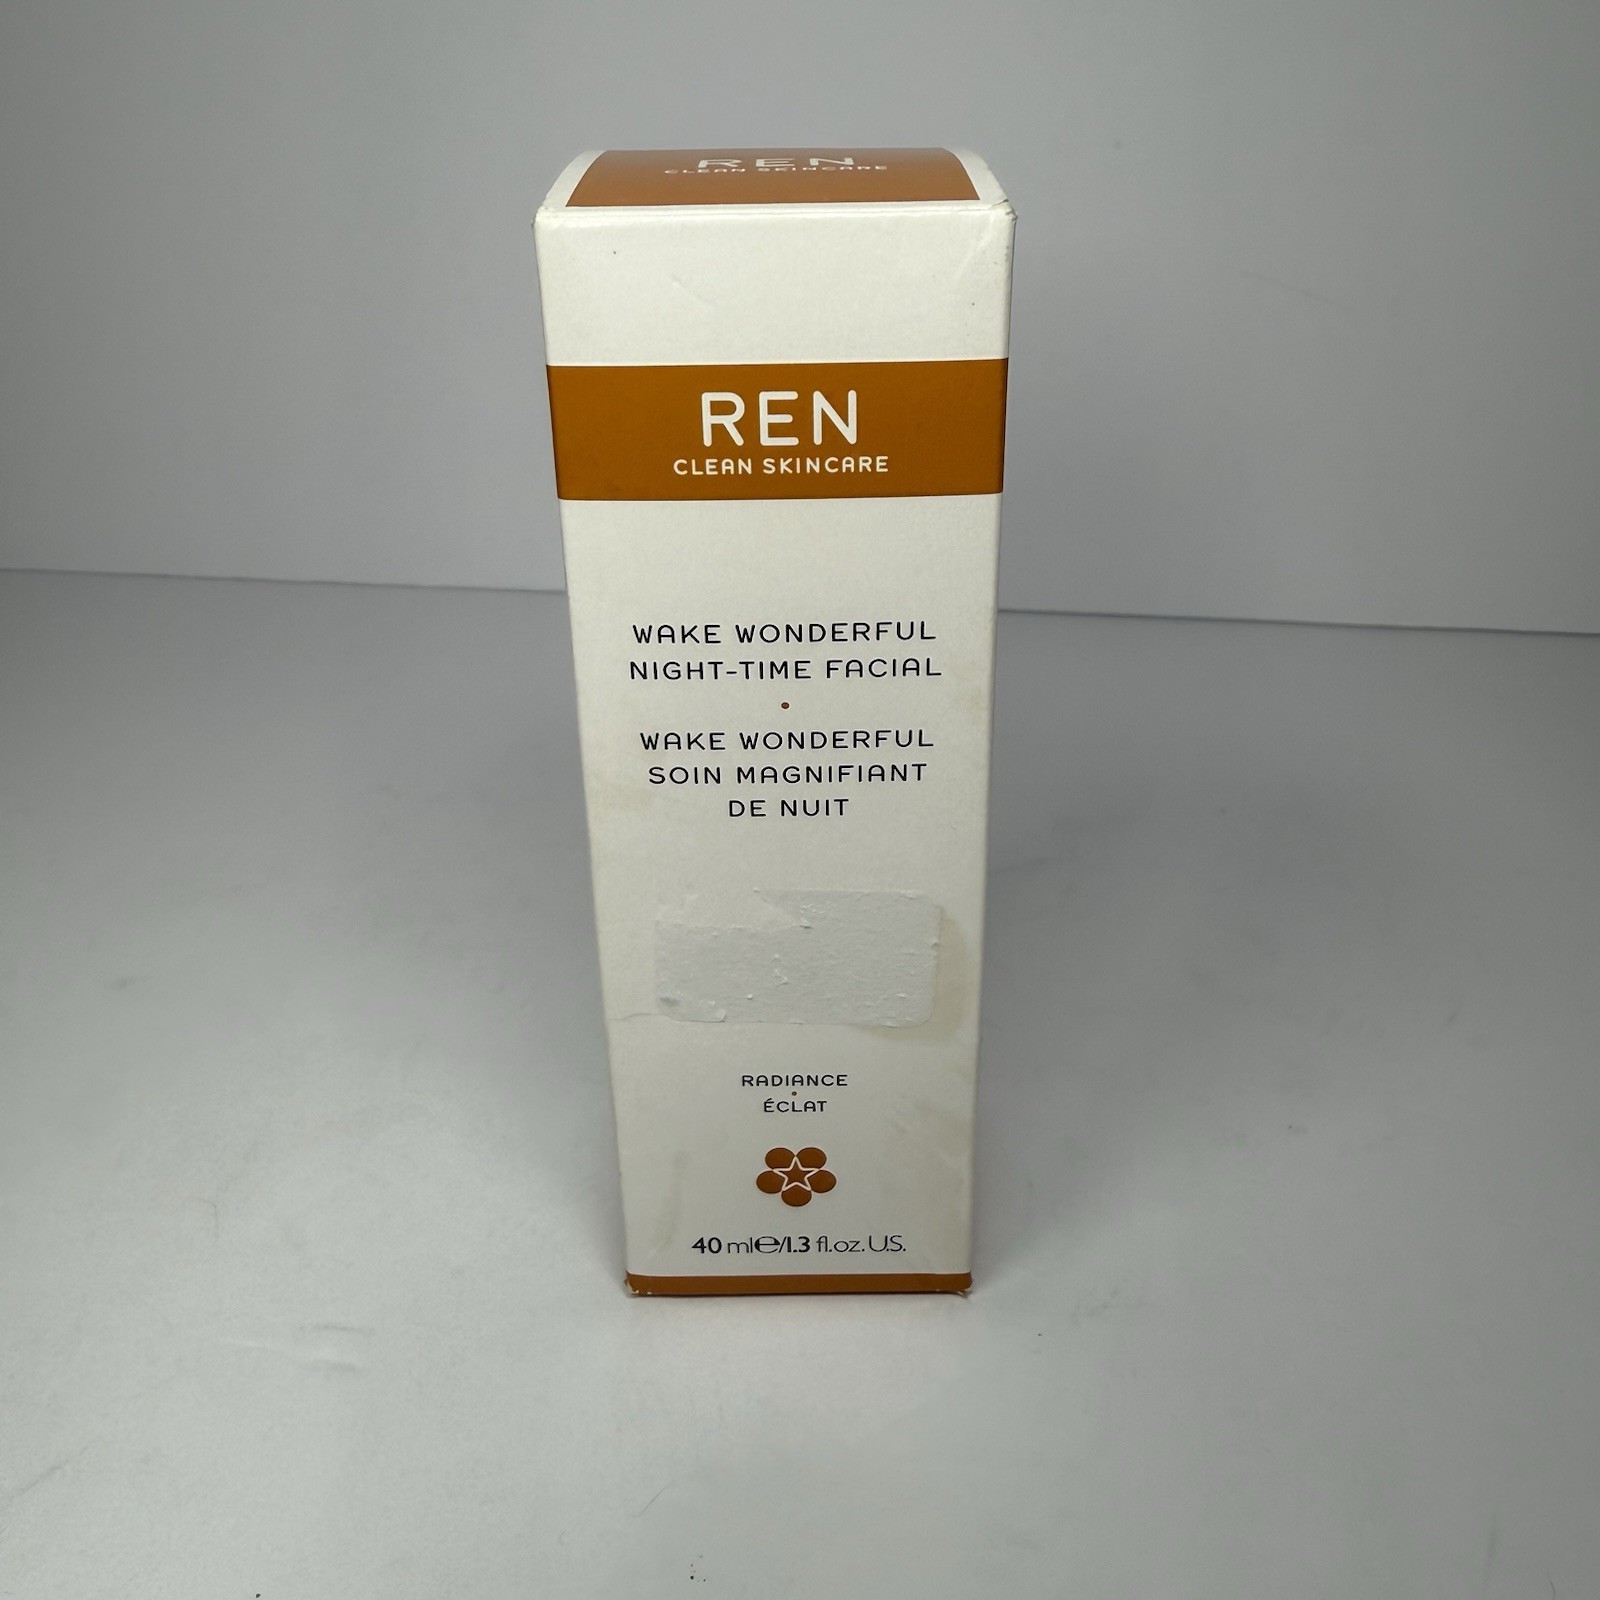 REN
CLEAN SKINCARE
REN
CLEAN SKINCARE
WAKE WONDERFUL
NIGHT-TIME FACIAL
WAKE WONDERFUL
SOIN MAGNIFIANT
DE NUIT
RADIANCE
ÉCLAT
40 ml℮/1.3 fl.oz. U.S.